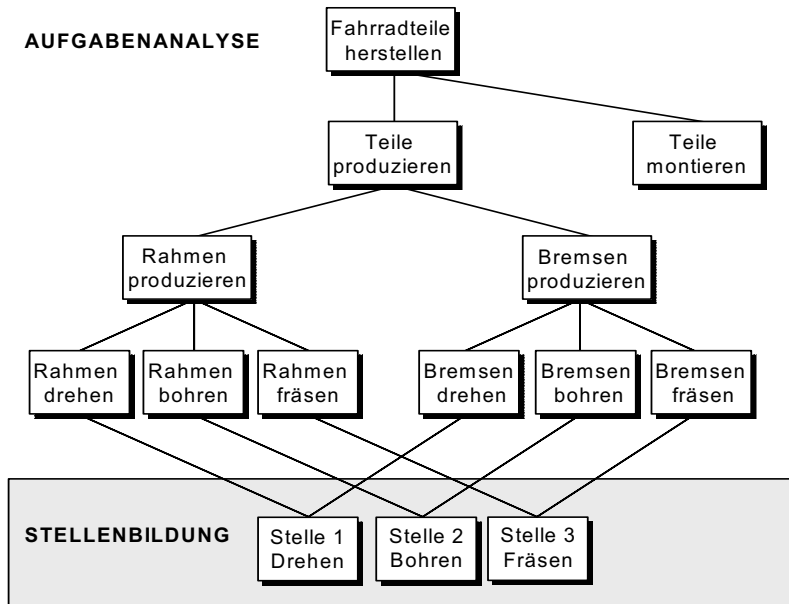 AUFGABENANALYSE
Fahrradteile
herstellen
Teile
produzieren
Teile
montieren
Rahmen
produzieren
Bremsen
produzieren
Rahmen
drehen
Rahmen
bohren
Rahmen
fräsen
Bremsen
drehen
Bremsen
bohren
Bremsen
fräsen
STELLENBILDUNG
Stelle 1
Drehen
Stelle 2
Bohren
Stelle 3
Fräsen